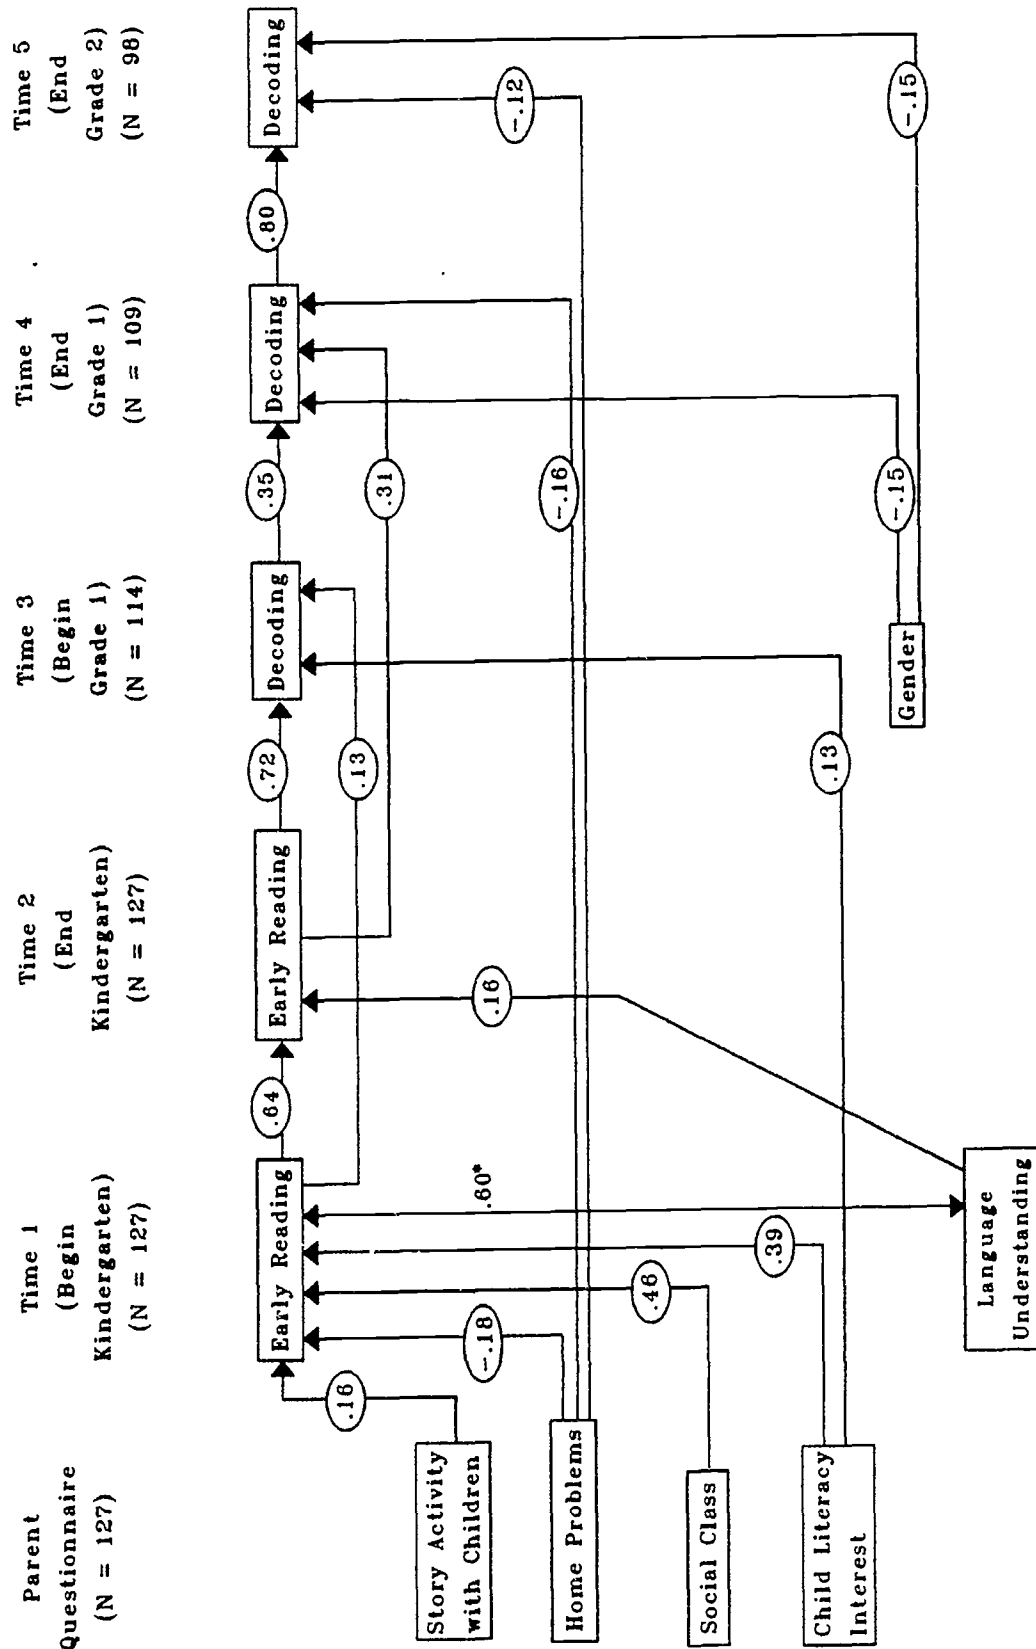 Parent
Questionnaire
(N = 127)
Time 1
(Begin
Kindergarten)
(N = 127)
Time 2
(End
Kindergarten)
(N = 127)
Time 3
(Begin
Grade 1)
(N = 114)
Time 4
(End
Grade 1)
(N = 109)
Time 5
(End
Grade 2)
(N = 98)
Early Reading
.64
Early Reading
.72
Decoding
.35
Decoding
.80
Decoding
.16
.13
.31
Story Activity
with Children
-.18
.60*
.16
-.16
-.12
Home Problems
.46
Social Class
.39
.13
Child Literacy
Interest
-.15
-.15
Gender
Language
Understanding